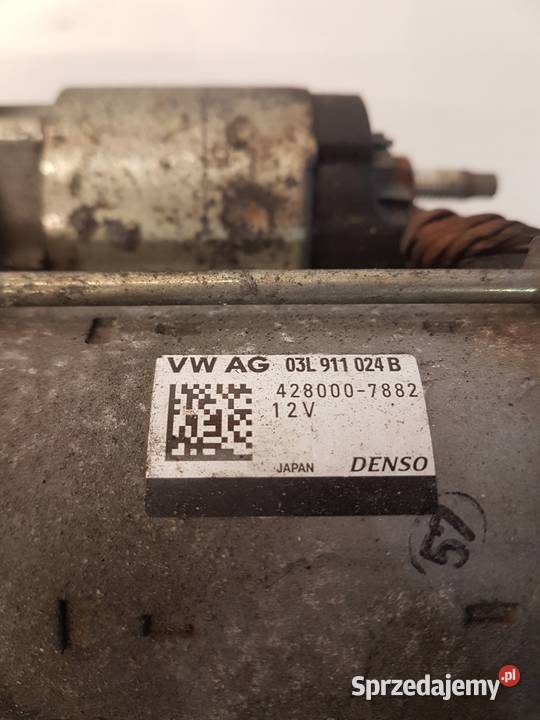 VW AG 03L 911 024 B
428000-7882
12V
JAPAN DENSO
57
Sprzedajemy.pl